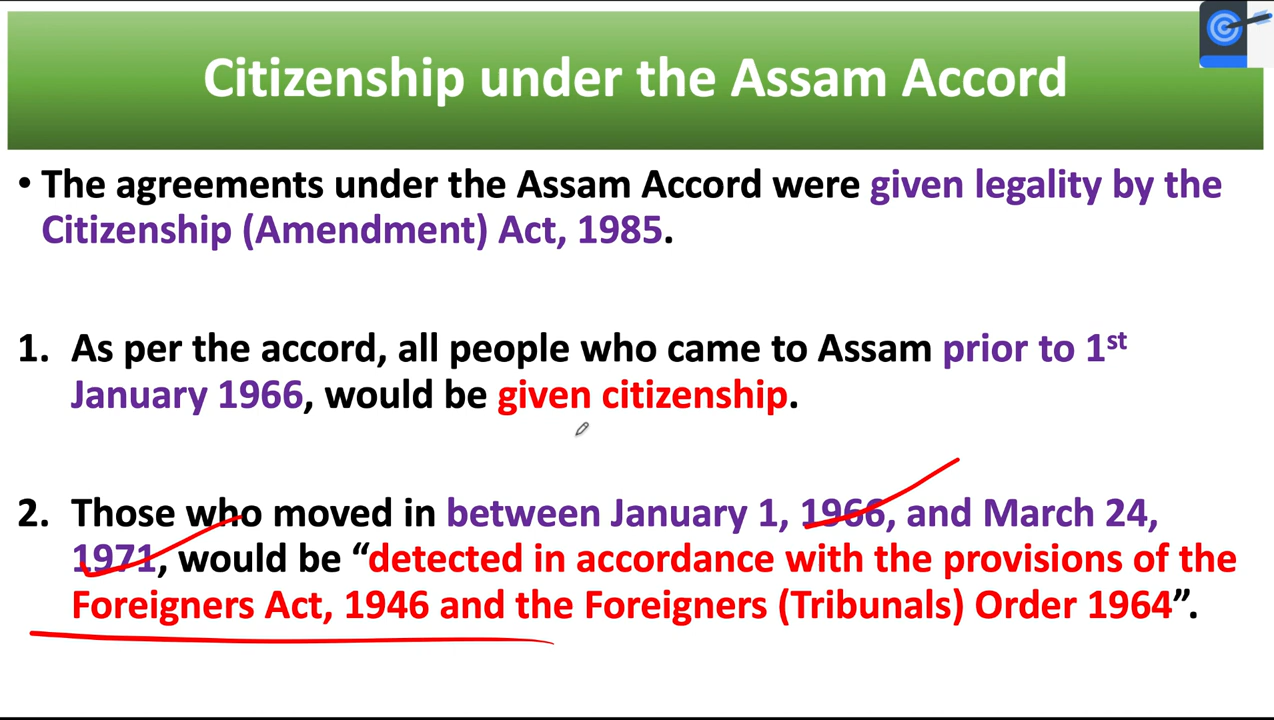 Citizenship under the Assam Accord
• The agreements under the Assam Accord were given legality by the
Citizenship (Amendment) Act, 1985.
1. As per the accord, all people who came to Assam prior to 1st
January 1966, would be given citizenship.
2. Those who moved in between January 1, 1966, and March 24,
1971, would be “detected in accordance with the provisions of the
Foreigners Act, 1946 and the Foreigners (Tribunals) Order 1964”.